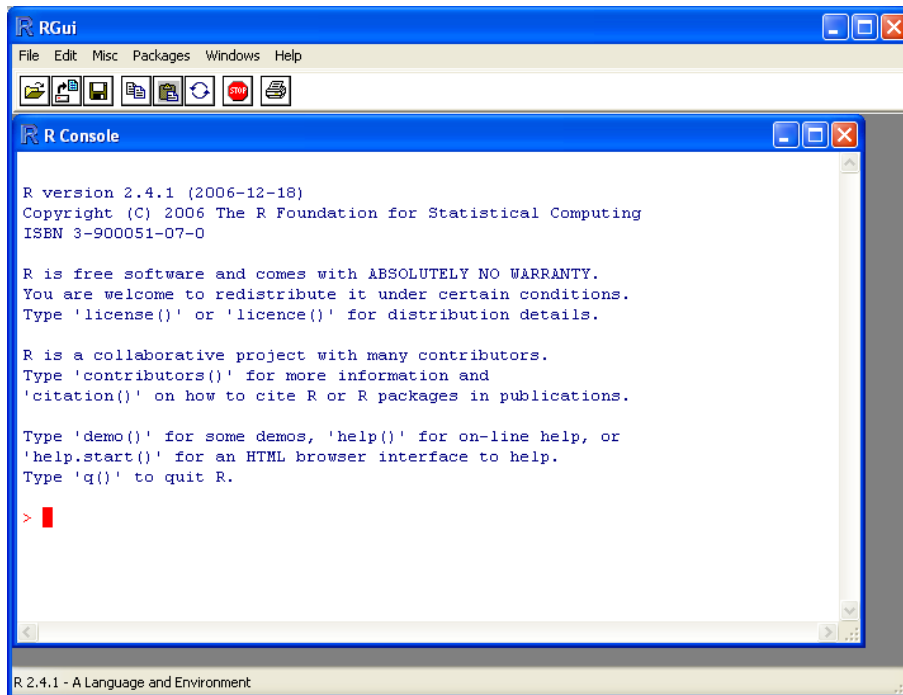 RGui
File Edit Misc Packages Windows Help
STOP
R Console
R version 2.4.1 (2006-12-18)
Copyright (C) 2006 The R Foundation for Statistical Computing
ISBN 3-900051-07-0
R is free software and comes with ABSOLUTELY NO WARRANTY.
You are welcome to redistribute it under certain conditions.
Type 'license()' or 'licence()' for distribution details.
R is a collaborative project with many contributors.
Type 'contributors()' for more information and
'citation()' on how to cite R or R packages in publications.
Type 'demo()' for some demos, 'help()' for on-line help, or
'help.start()' for an HTML browser interface to help.
Type 'q()' to quit R.
>
R 2.4.1 - A Language and Environment